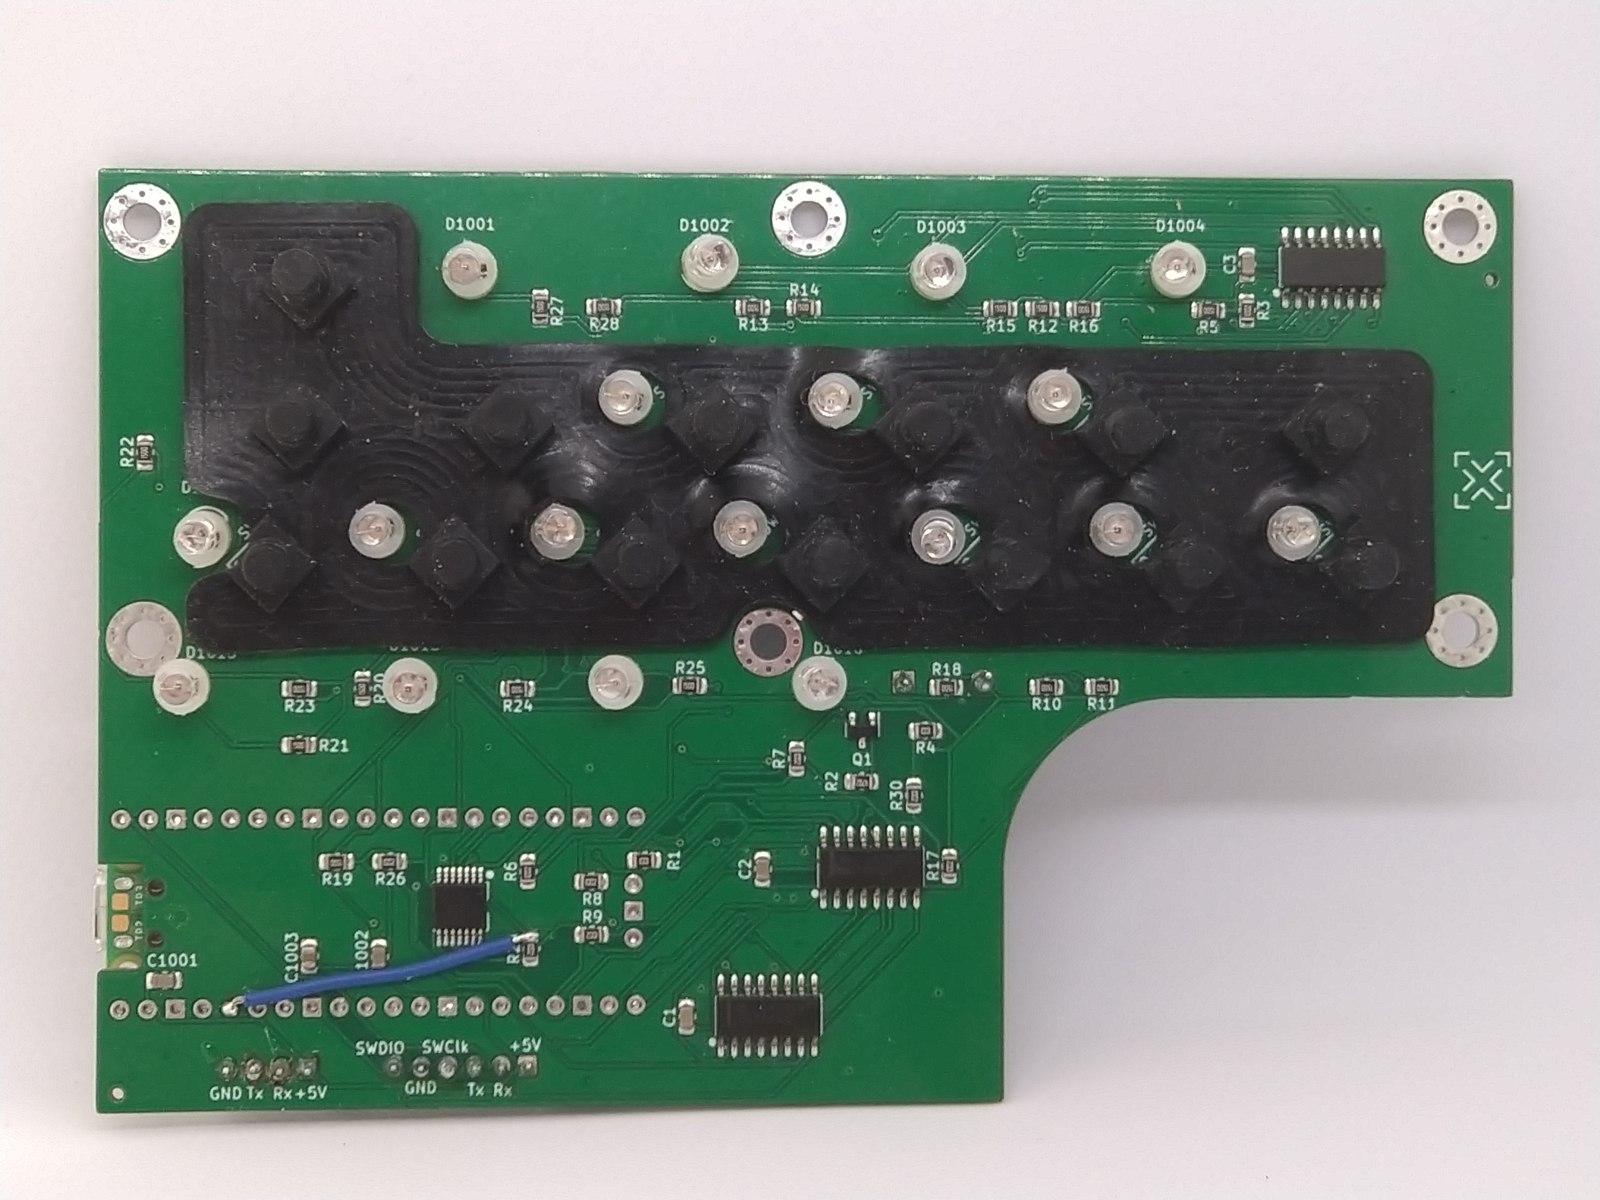 D1001
D1002
D1003
D1004
C3
R27
R28
R13
R14
R15
R12
R16
R5
R3
R22
R23
R20
R24
R25
R18
R10
R11
R21
R7
Q1
R4
R2
R30
R19
R26
R6
R8
R9
R1
C2
R17
C1003
1002
C1001
C1
SWDIO
SWClk
+5V
GND
Tx
Rx
GND Tx Rx +5V